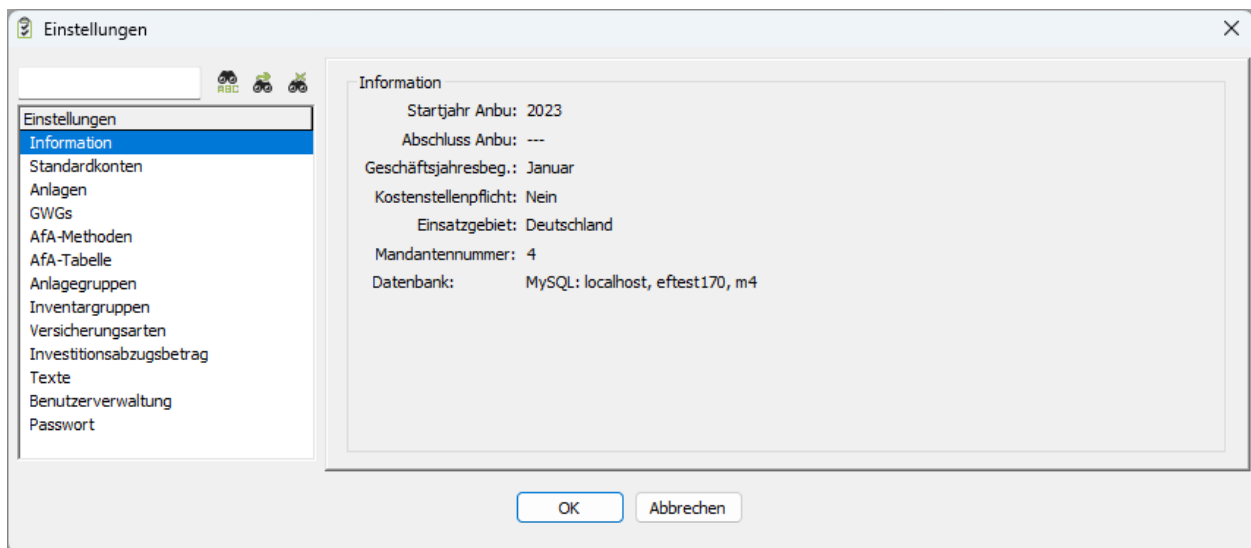 Einstellungen
ABC
Einstellungen
Information
Standardkonten
Anlagen
GWGs
AfA-Methoden
AfA-Tabelle
Anlagegruppen
Inventargruppen
Versicherungsarten
Investitionsabzugsbetrag
Texte
Benutzerverwaltung
Passwort
Information
Startjahr Anbu: 2023
Abschluss Anbu: ---
Geschäftsjahresbeg.: Januar
Kostenstellenpflicht: Nein
Einsatzgebiet: Deutschland
Mandantennummer: 4
Datenbank: MySQL: localhost, eftest170, m4
OK
Abbrechen